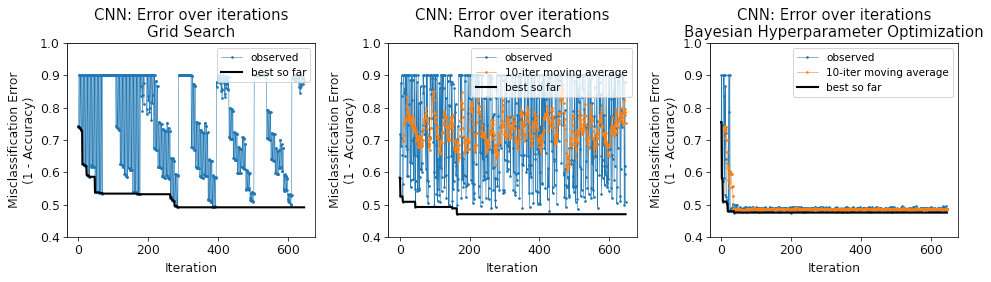 CNN: Error over iterations
Grid Search
Misclassification Error
(1 - Accuracy)
1.0
0.9
0.8
0.7
0.6
0.5
0.4
observed
best so far
0
200
400
600
Iteration
CNN: Error over iterations
Random Search
Misclassification Error
(1 - Accuracy)
1.0
0.9
0.8
0.7
0.6
0.5
0.4
observed
10-iter moving average
best so far
0
200
400
600
Iteration
CNN: Error over iterations
Bayesian Hyperparameter Optimization
Misclassification Error
(1 - Accuracy)
1.0
0.9
0.8
0.7
0.6
0.5
0.4
observed
10-iter moving average
best so far
0
200
400
600
Iteration